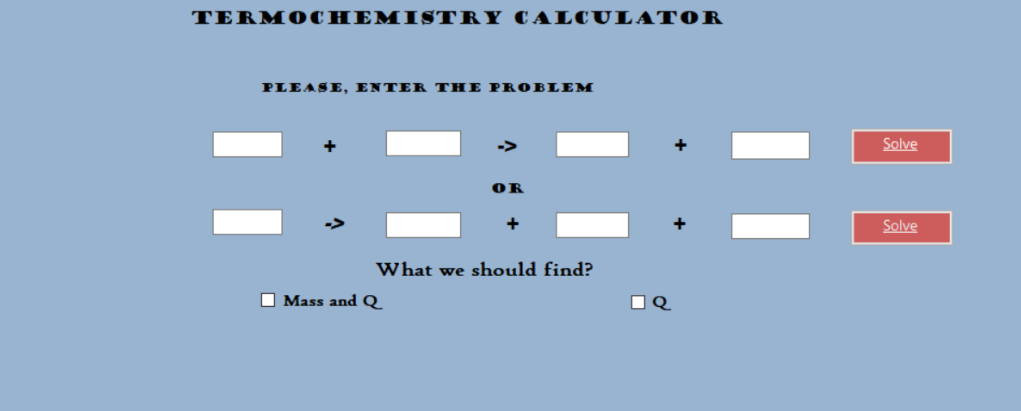 TERMOCHEMISTRY CALCULATOR
PLEASE, ENTER THE PROBLEM
+ -> + Solve
OR
-> + + Solve
What we should find?
Mass and Q Q